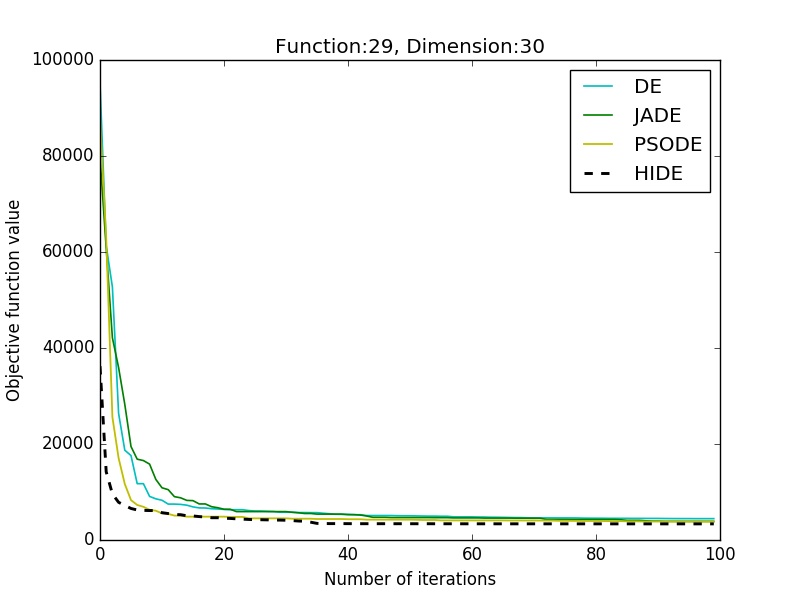 Function:29, Dimension:30
100000
80000
60000
40000
20000
0
Objective function value
DE
JADE
PSODE
HIDE
0 20 40 60 80 100
Number of iterations